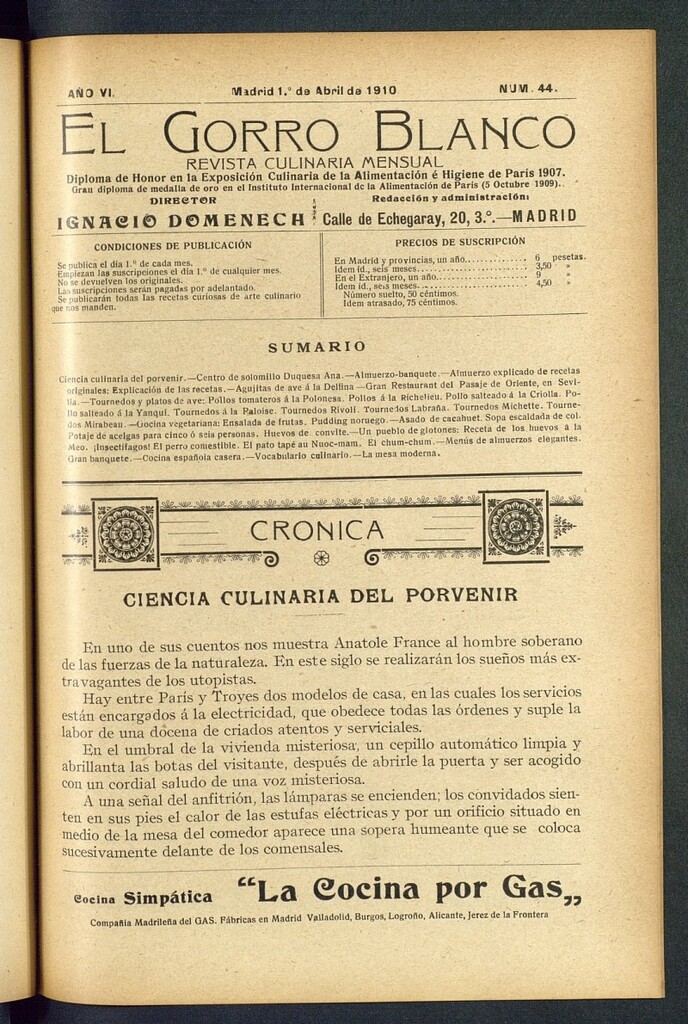 AÑO VI. Madrid 1.º de Abril de 1910 NUM. 44.
EL GORRO BLANCO
REVISTA CULINARIA MENSUAL
Diploma de Honor en la Exposición Culinaria de la Alimentación é Higiene de París 1907.
Gran diploma de medalla de oro en el Instituto Internacional de la Alimentación de París (5 Octubre 1909).
DIRECTOR
IGNACIO DOMENECH
Redacción y administración:
Calle de Echegaray, 20, 3.º.—MADRID
CONDICIONES DE PUBLICACIÓN
Se publica el día 1.º de cada mes.
Empiezan las suscripciones el día 1.º de cualquier mes.
No se devuelven los originales.
Las suscripciones serán pagadas por adelantado.
Se publicarán todas las recetas curiosas de arte culinario
que nos manden.
PRECIOS DE SUSCRIPCIÓN
En Madrid y provincias, un año.............. 6 pesetas.
Idem id., seis meses........................ 3,50 »
En el Extranjero, un año.................... 9 »
Idem id., seis meses........................ 4,50 »
Número suelto, 50 céntimos.
Idem atrasado, 75 céntimos.
SUMARIO
Ciencia culinaria del porvenir.—Centro de solomillo Duquesa Ana.—Almuerzo-banquete.—Almuerzo explicado de recetas
originales: Explicación de las recetas.—Agujitas de ave á la Delfina—Gran Restaurant del Pasaje de Oriente, en Sevi-
lla.—Tournedos y platos de ave: Pollos tomateros á la Polonesa. Pollos á la Richelieu. Pollo salteado á la Criolla. Po-
llo salteado á la Yanqui. Tournedos á la Paloise. Tournedos Rivoli. Tournedos Labraña. Tournedos Michette. Tourne-
dos Mirabeau.—Cocina vegetariana: Ensalada de frutas. Pudding noruego.—Asado de cacahuet. Sopa escaldada de col.
Potaje de acelgas para cinco ó seis personas. Huevos de convite.—Un pueblo de glotones: Receta de los huevos á la
Meo. ¡Insectífagos! El perro comestible. El pato tapé au Nuoc-mam. El chum-chum.—Menús de almuerzos elegantes.
Gran banquete.—Cocina española casera.—Vocabulario culinario.—La mesa moderna.
CRONICA
CIENCIA CULINARIA DEL PORVENIR
En uno de sus cuentos nos muestra Anatole France al hombre soberano
de las fuerzas de la naturaleza. En este siglo se realizarán los sueños más ex-
travagantes de los utopistas.
Hay entre París y Troyes dos modelos de casa, en las cuales los servicios
están encargados á la electricidad, que obedece todas las órdenes y suple la
labor de una docena de criados atentos y serviciales.
En el umbral de la vivienda misteriosa, un cepillo automático limpia y
abrillanta las botas del visitante, después de abrirle la puerta y ser acogido
con un cordial saludo de una voz misteriosa.
A una señal del anfitrión, las lámparas se encienden; los convidados sien-
ten en sus pies el calor de las estufas eléctricas y por un orificio situado en
medio de la mesa del comedor aparece una sopera humeante que se coloca
sucesivamente delante de los comensales.
Cocina Simpática “La Cocina por Gas„
Compañía Madrileña del GAS. Fábricas en Madrid Valladolid, Burgos, Logroño, Alicante, Jerez de la Frontera